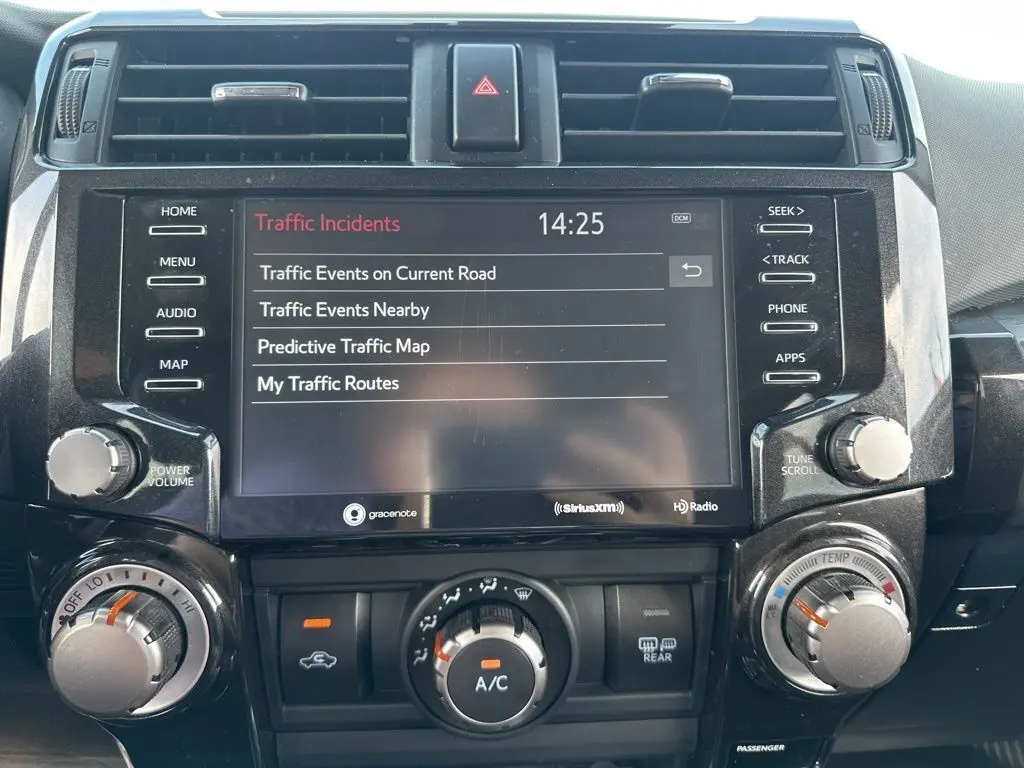 HOME
MENU
AUDIO
MAP
POWER
VOLUME
Traffic Incidents
14:25
DCM
Traffic Events on Current Road
Traffic Events Nearby
Predictive Traffic Map
My Traffic Routes
gracenote
((SiriusXM))
HD Radio
SEEK >
< TRACK
PHONE
APPS
TUNE
SCROLL
OFF LO HI
A/C
REAR
TEMP
PASSENGER